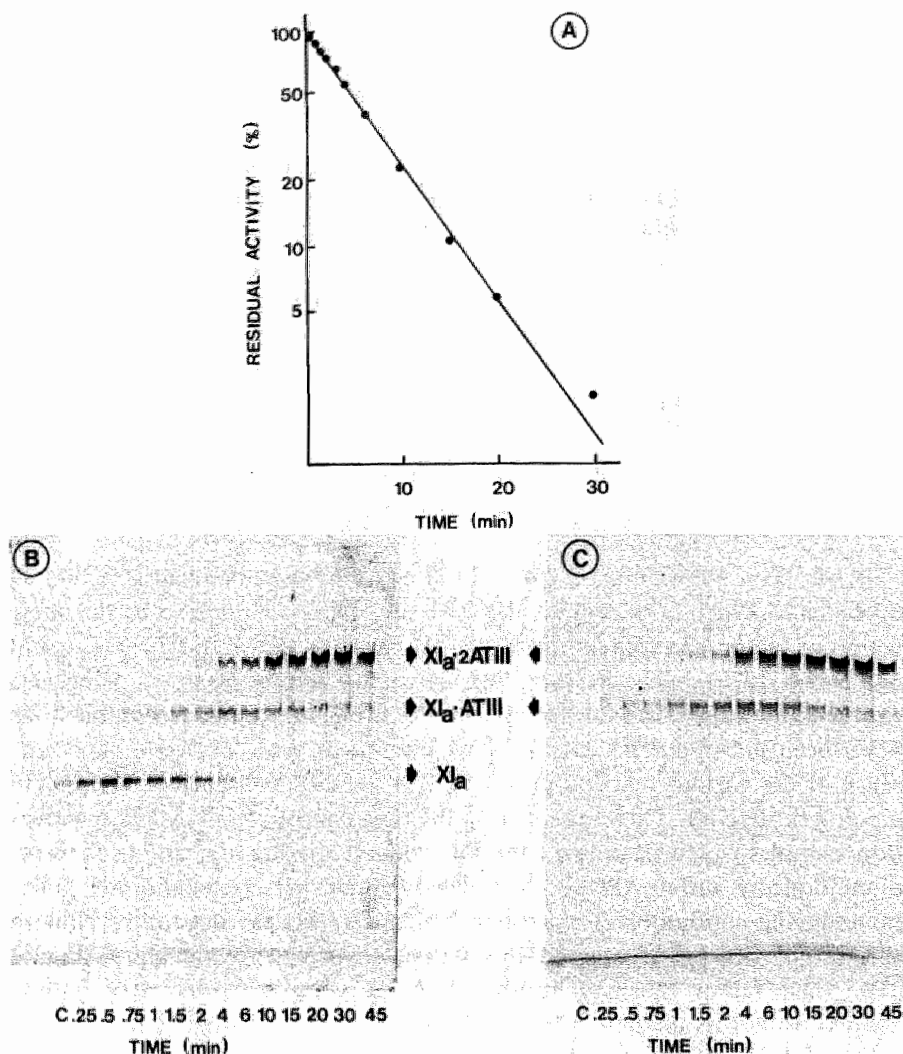 A
RESIDUAL ACTIVITY (%)
100
50
20
10
5
10 20 30
TIME (min)
B
C
XIa·2ATIII
XIa·ATIII
XIa
C .25 .5 .75 1 1.5 2 4 6 10 15 20 30 45
TIME (min)
C .25 .5 .75 1 1.5 2 4 6 10 15 20 30 45
TIME (min)